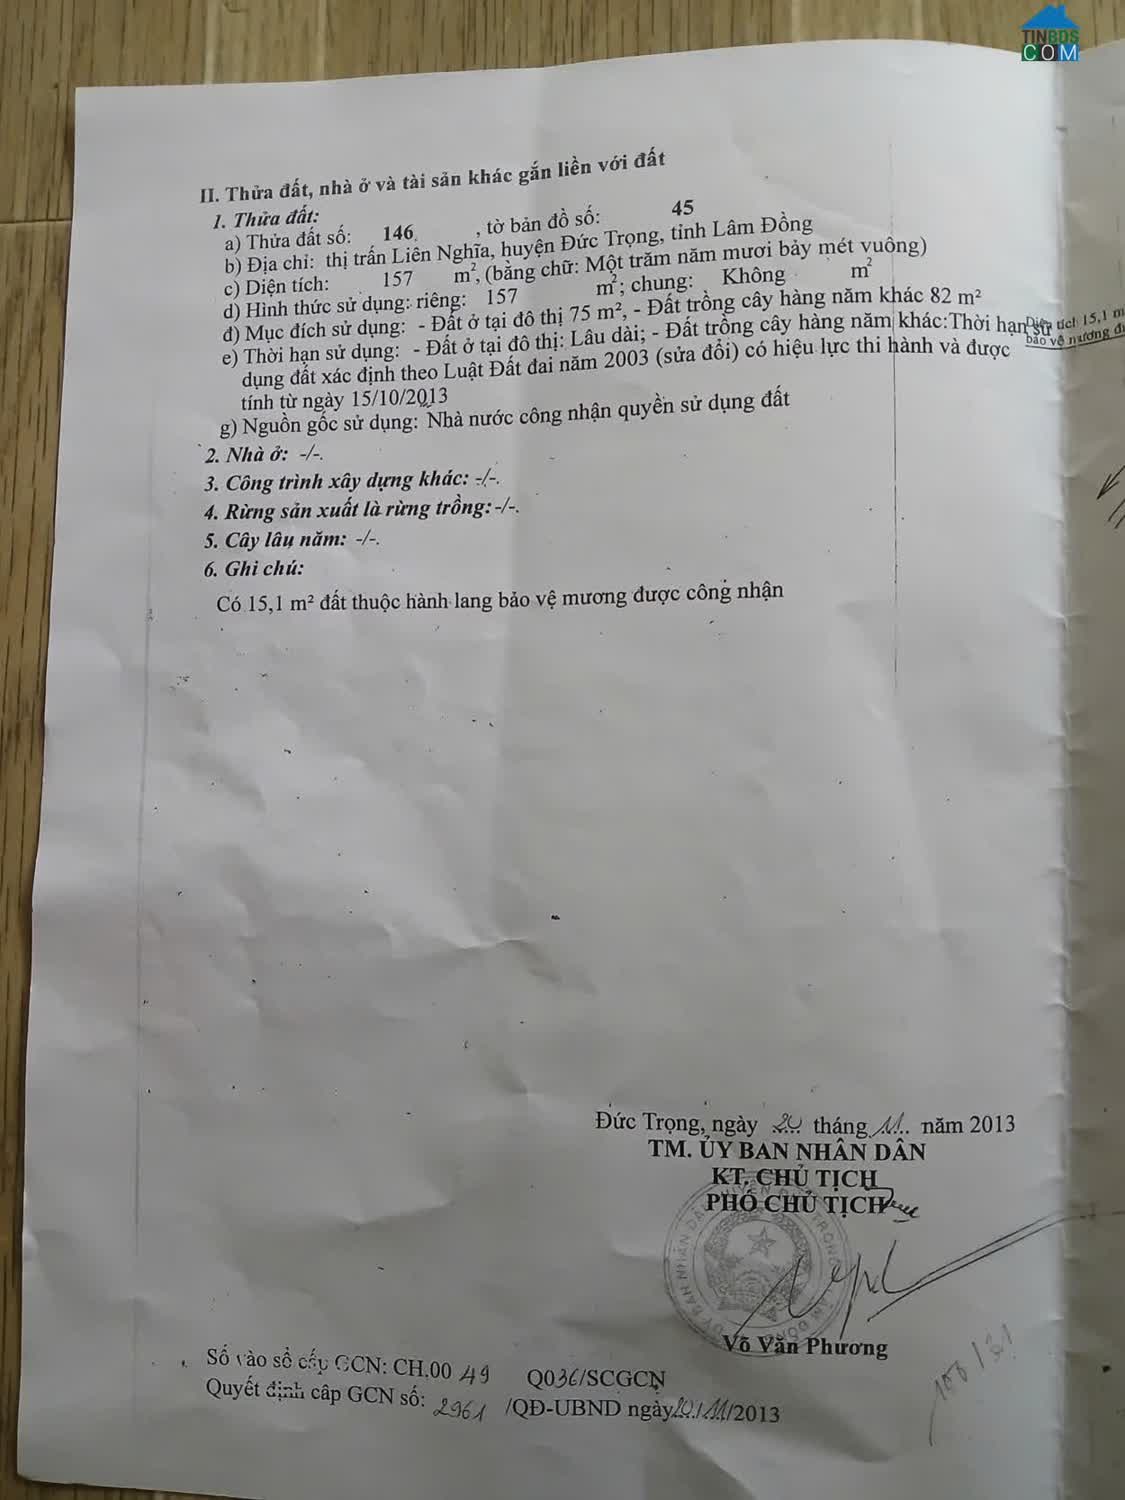 TINBDS
COM
II. Thửa đất, nhà ở và tài sản khác gắn liền với đất
1. Thửa đất:
a) Thửa đất số: 146, , tờ bản đồ số: 45
b) Địa chỉ: thị trấn Liên Nghĩa, huyện Đức Trọng, tỉnh Lâm Đồng
c) Diện tích: 157 m², (bằng chữ: Một trăm năm mươi bảy mét vuông)
d) Hình thức sử dụng: riêng: 157 m²; chung: Không m²
đ) Mục đích sử dụng: - Đất ở tại đô thị 75 m², - Đất trồng cây hàng năm khác 82 m²
e) Thời hạn sử dụng: - Đất ở tại đô thị: Lâu dài; - Đất trồng cây hàng năm khác:Thời hạn sử
dụng đất xác định theo Luật Đất đai năm 2003 (sửa đổi) có hiệu lực thi hành và được
tính từ ngày 15/10/2013
g) Nguồn gốc sử dụng: Nhà nước công nhận quyền sử dụng đất
2. Nhà ở: -/-.
3. Công trình xây dựng khác: -/-.
4. Rừng sản xuất là rừng trồng: -/-.
5. Cây lâu năm: -/-.
6. Ghi chú:
Có 15,1 m² đất thuộc hành lang bảo vệ mương được công nhận
Diện tích 15,1 m
bảo vệ mương
Đức Trọng, ngày 20 tháng 11 năm 2013
TM. ỦY BAN NHÂN DÂN
KT. CHỦ TỊCH
PHÓ CHỦ TỊCH
Võ Văn Phương
Số vào sổ cấp GCN: CH.00 49 Q036/SCGCN
Quyết định cấp GCN số: 2961 /QĐ-UBND ngày 20/11/2013